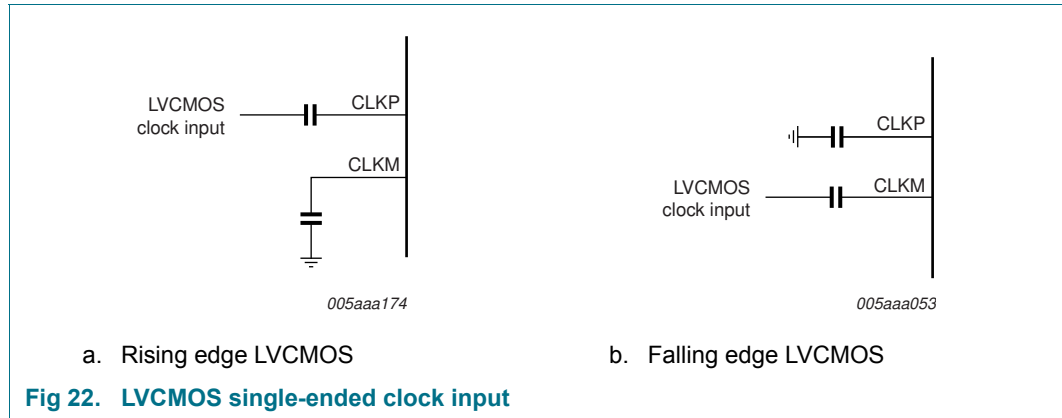 LVCMOS
clock input
CLKP
CLKM
005aaa174
a. Rising edge LVCMOS
CLKP
LVCMOS
clock input
CLKM
005aaa053
b. Falling edge LVCMOS
Fig 22. LVCMOS single-ended clock input